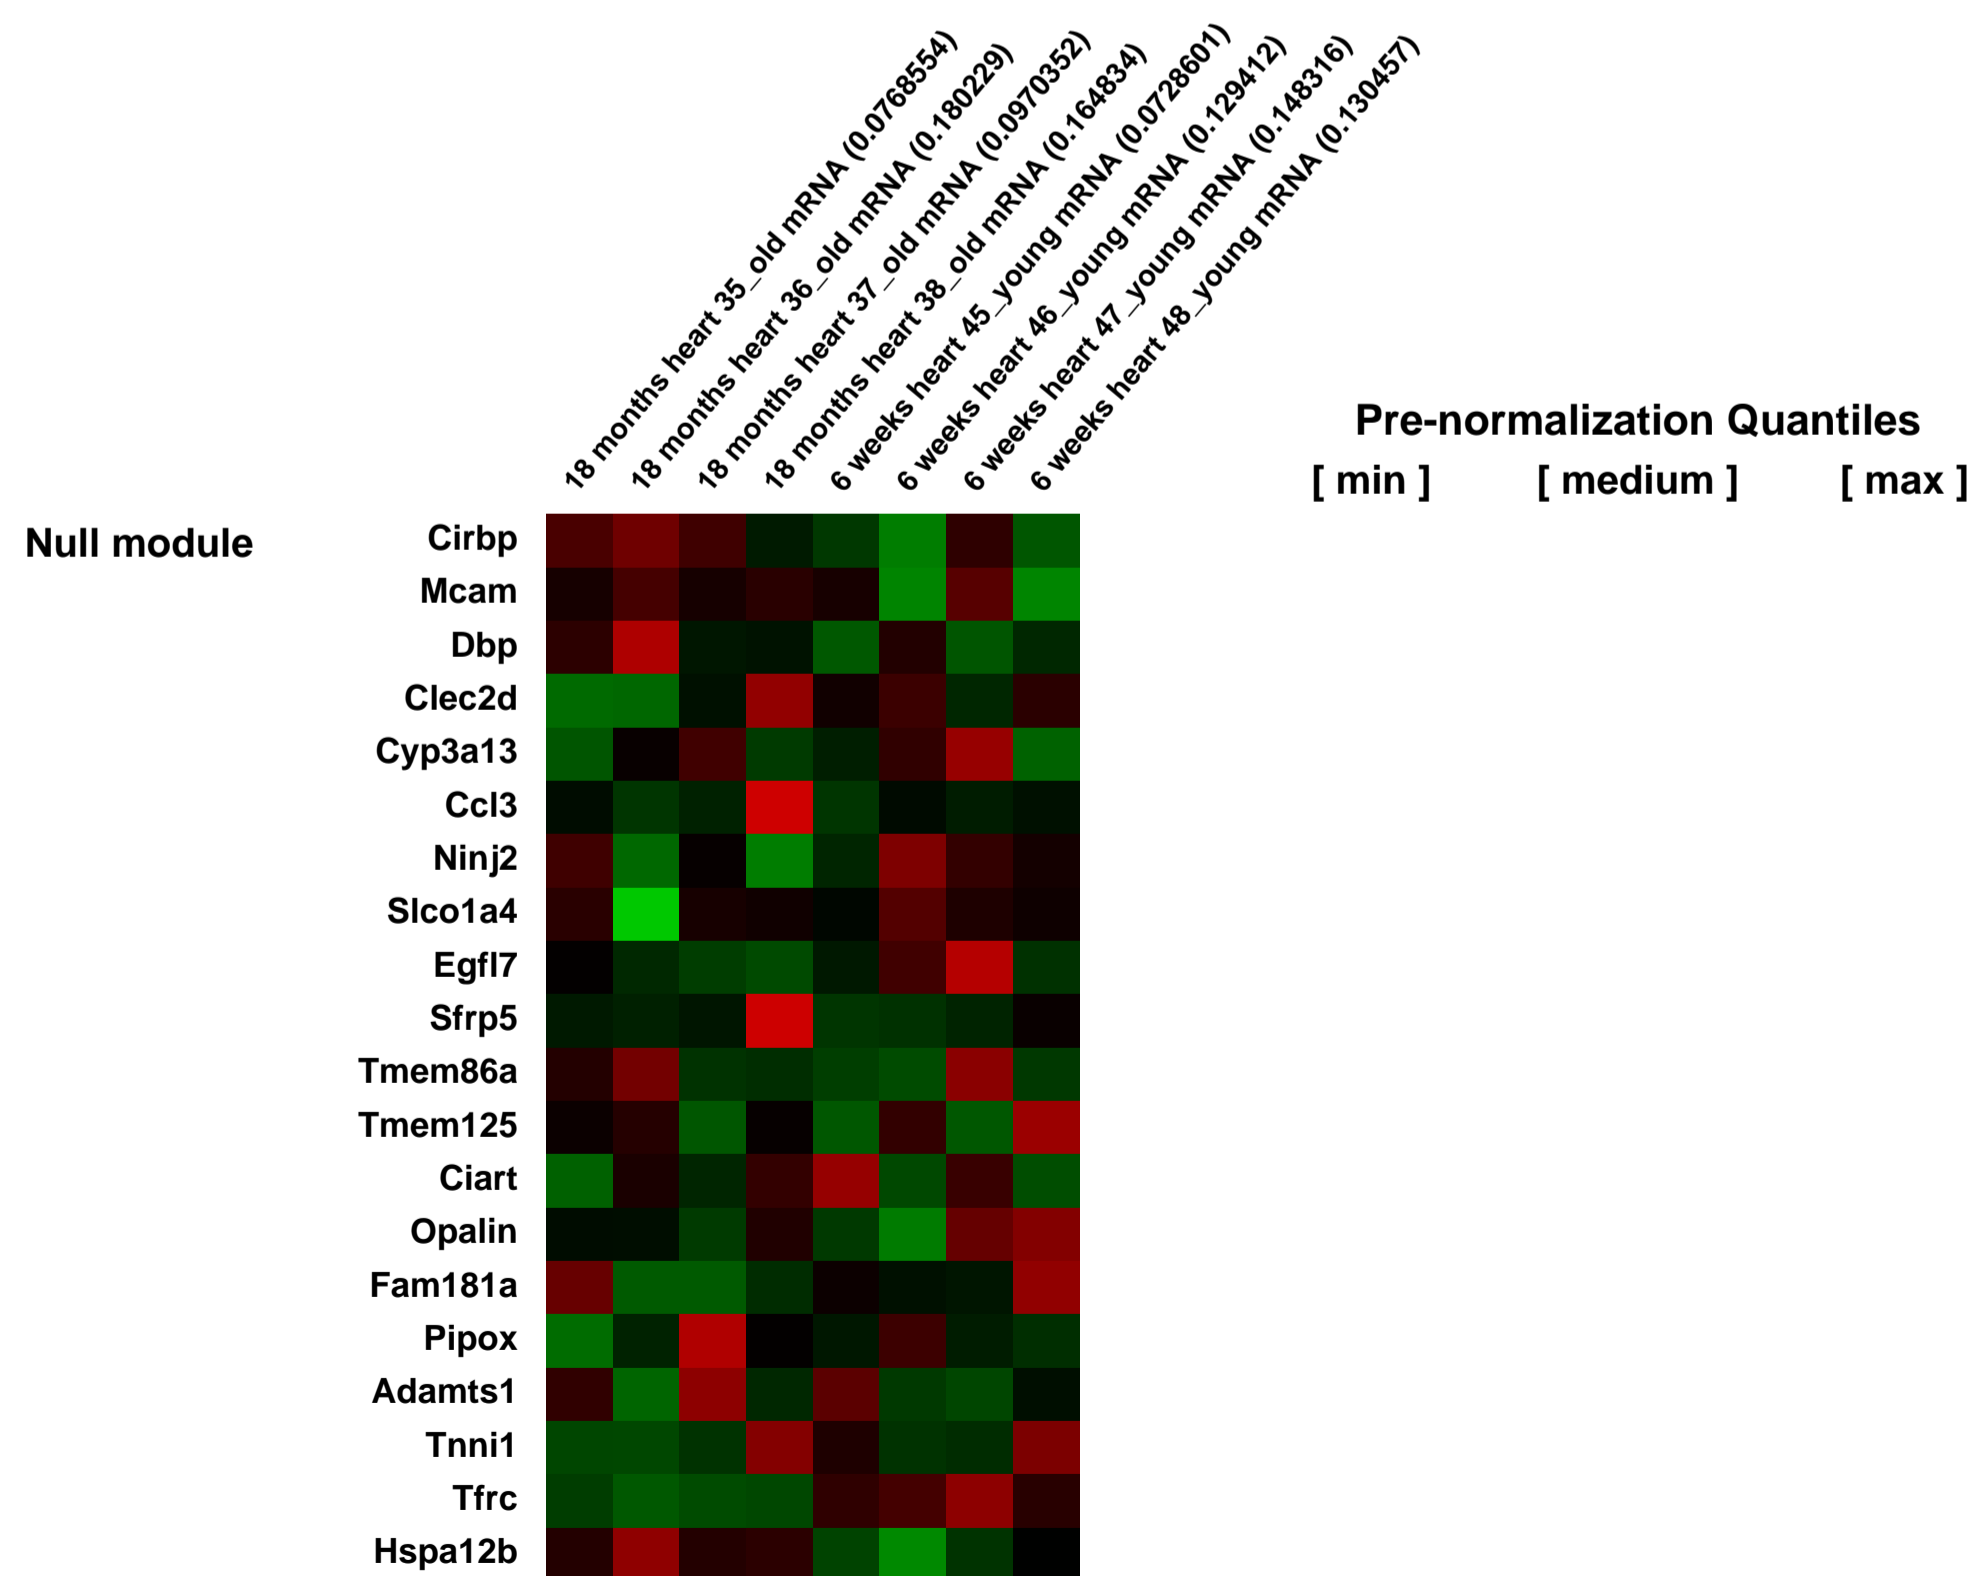 18 months heart 35_old mRNA (0.0768554)
18 months heart 36_old mRNA (0.180229)
18 months heart 37_old mRNA (0.0970352)
18 months heart 38_old mRNA (0.164834)
6 weeks heart 45_young mRNA (0.0728601)
6 weeks heart 46_young mRNA (0.129412)
6 weeks heart 47_young mRNA (0.148316)
6 weeks heart 48_young mRNA (0.130457)
Pre-normalization Quantiles
[ min ] [ medium ] [ max ]
Null module
Cirbp
Mcam
Dbp
Clec2d
Cyp3a13
Ccl3
Ninj2
Slco1a4
Egfl7
Sfrp5
Tmem86a
Tmem125
Ciart
Opalin
Fam181a
Pipox
Adamts1
Tnni1
Tfrc
Hspa12b